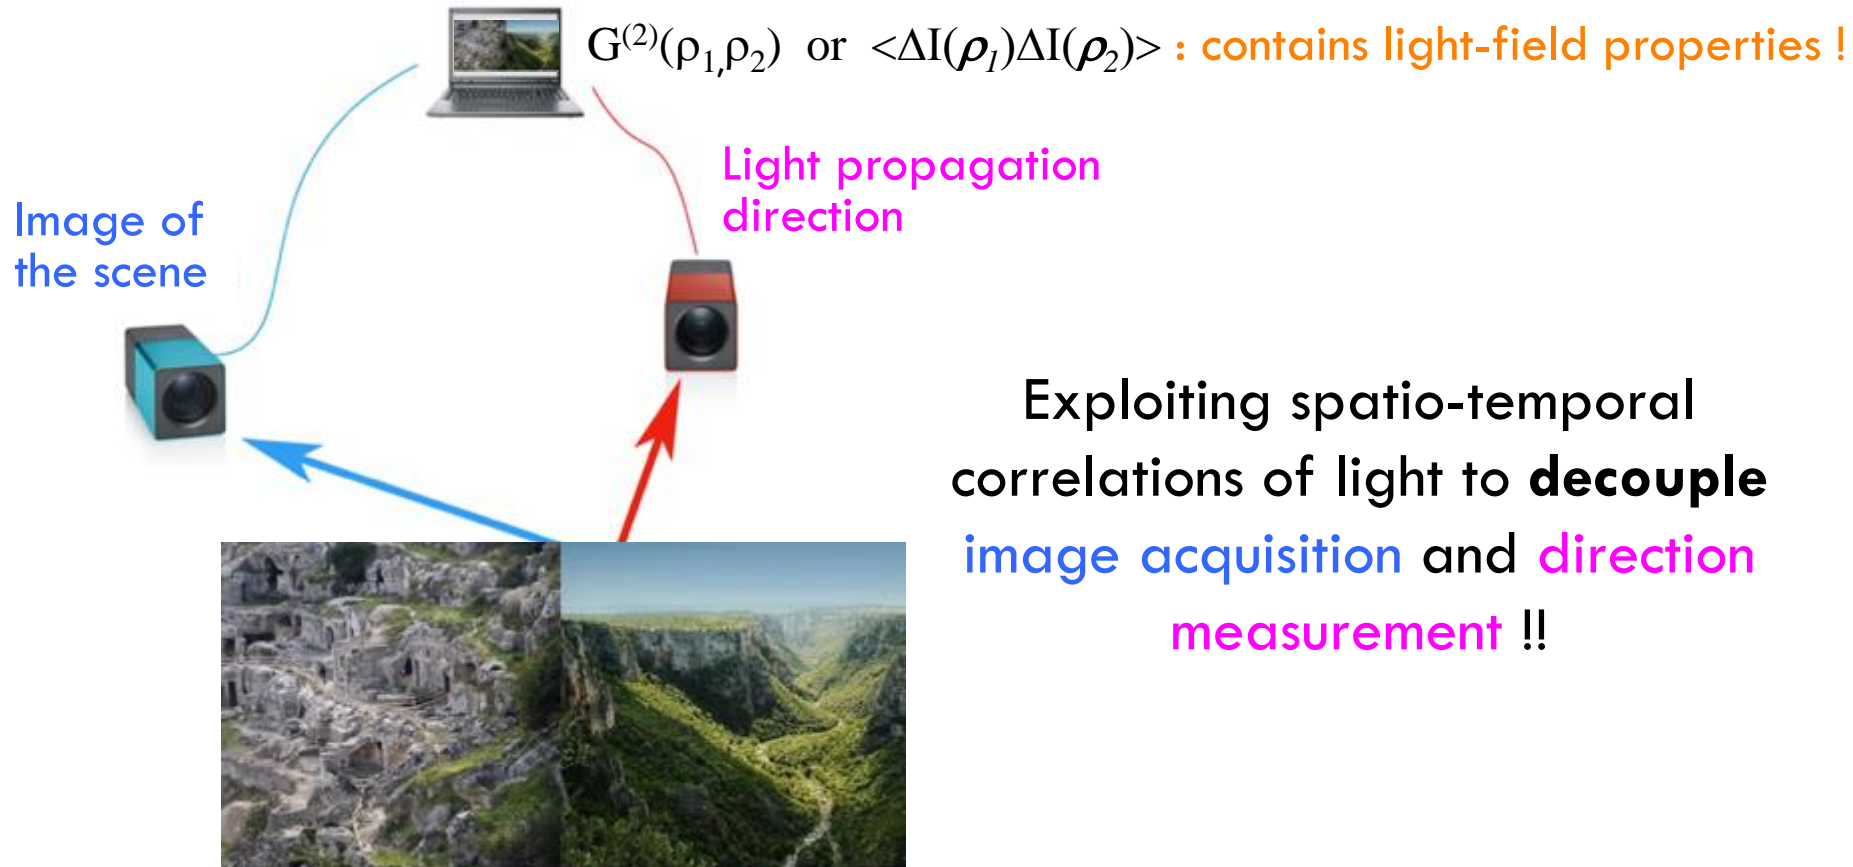 G⁽²⁾(ρ₁,ρ₂) or <ΔI(ρ₁)ΔI(ρ₂)> : contains light-field properties !
Light propagation
direction
Image of
the scene
Exploiting spatio-temporal
correlations of light to decouple
image acquisition and direction
measurement !!